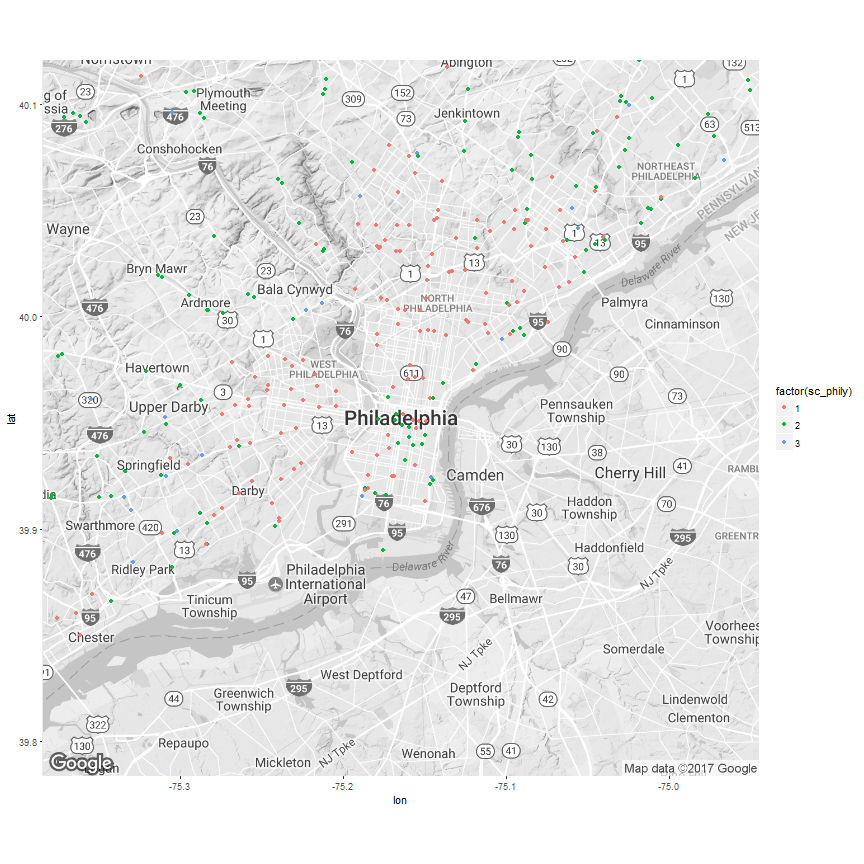 Norristown
Abington
132
23
Plymouth
Meeting
309
152
73
Jenkintown
1
63
513
g of
ssia
276
476
Conshohocken
76
NORTHEAST
PHILADELPHIA
PENNSYLVAN
NEW JE
Wayne
23
1
13
95
Delaware River
Bryn Mawr
23
Bala Cynwyd
1
13
476
Ardmore
30
NORTH
PHILADELPHIA
Palmyra
130
Cinnaminson
76
95
1
90
WEST
PHILADELPHIA
611
Havertown
90
3
73
320
Upper Darby
Philadelphia
Pennsauken
Township
476
13
30
130
38
Springfield
Camden
Cherry Hill
41
RAMBL
dia
Darby
76
676
70
Haddon
Township
30
Swarthmore
420
291
95
130
295
GREENTR
13
Haddonfield
476
Ridley Park
Delaware River
76
30
95
Philadelphia
International
Airport
NJ Tpke
Tinicum
Township
47
Bellmawr
95
295
Chester
Voorhees
Township
NJ Tpke
Somerdale
91
West Deptford
295
44
Greenwich
Township
Deptford
Township
42
Lindenwold
Clementon
322
130
Repaupo
NJ Tpke
Wenonah
55
41
Mickleton
Google
Map data ©2017 Google
40.1
40.0
39.9
39.8
lat
-75.3
-75.2
-75.1
-75.0
lon
factor(sc_phily)
1
2
3